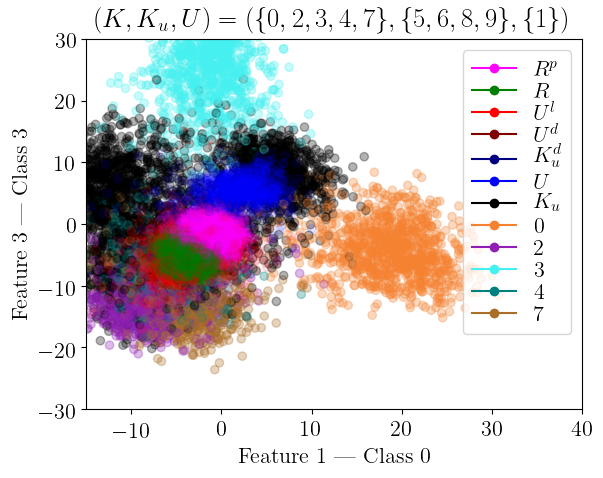 (K, K_u, U) = ({0, 2, 3, 4, 7}, {5, 6, 8, 9}, {1})
30
20
10
0
−10
−20
−30
Feature 3 — Class 3
−10 0 10 20 30 40
Feature 1 — Class 0
R^p
R
U^l
U^d
K_u^d
U
K_u
0
2
3
4
7